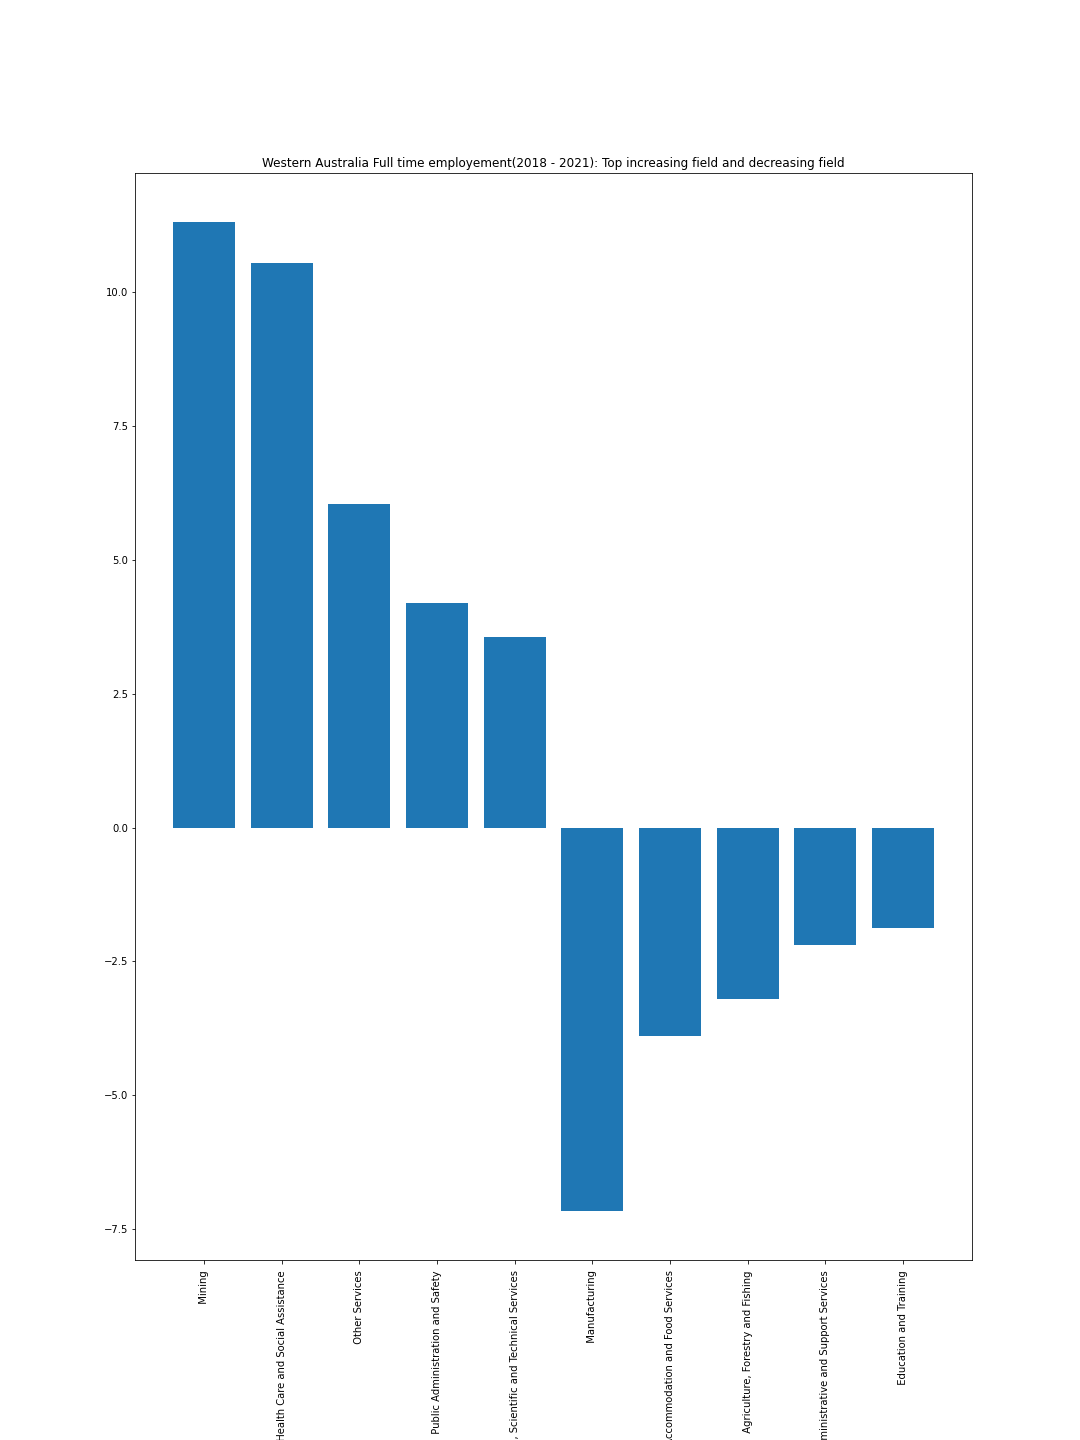 Western Australia Full time employement(2018 - 2021): Top increasing field and decreasing field
10.0
7.5
5.0
2.5
0.0
−2.5
−5.0
−7.5
Mining
Health Care and Social Assistance
Other Services
Public Administration and Safety
, Scientific and Technical Services
Manufacturing
ccommodation and Food Services
Agriculture, Forestry and Fishing
ministrative and Support Services
Education and Training